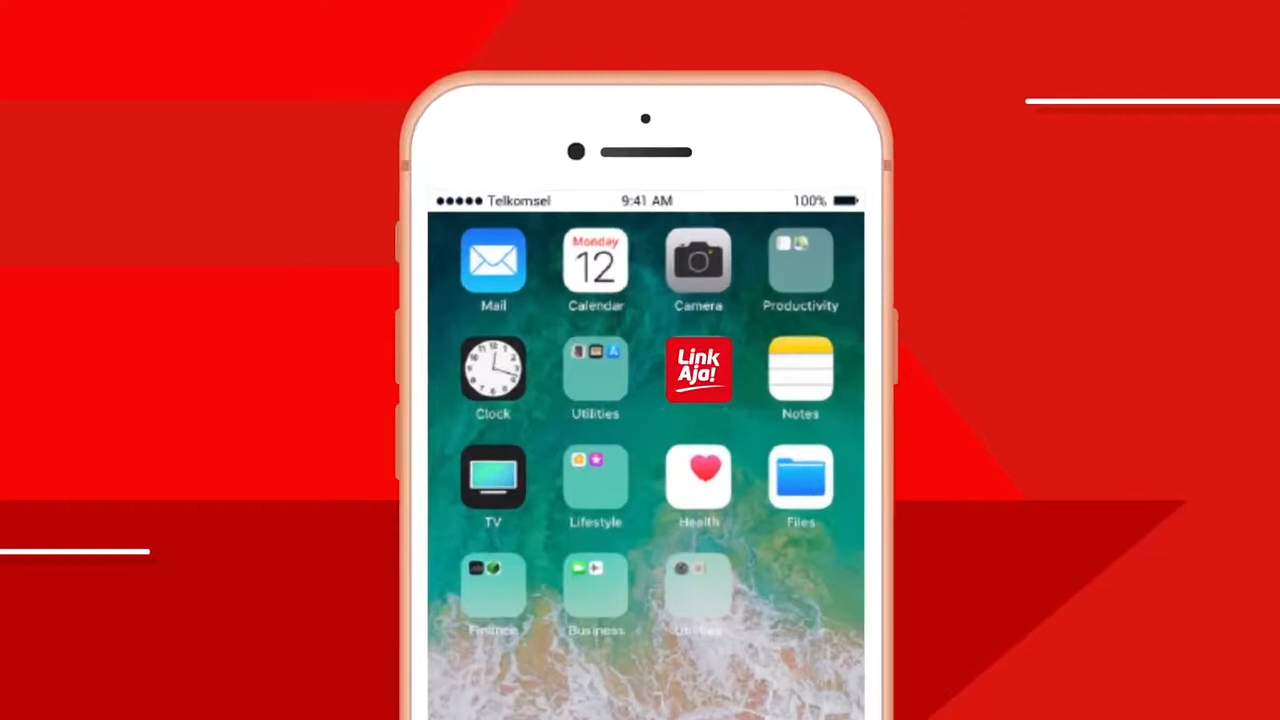 Telkomsel 9:41 AM 100%
Monday
12
Mail Calendar Camera Productivity
Link
Aja!
Clock Utilities Notes
TV Lifestyle Health Files
Finance Business Utilities